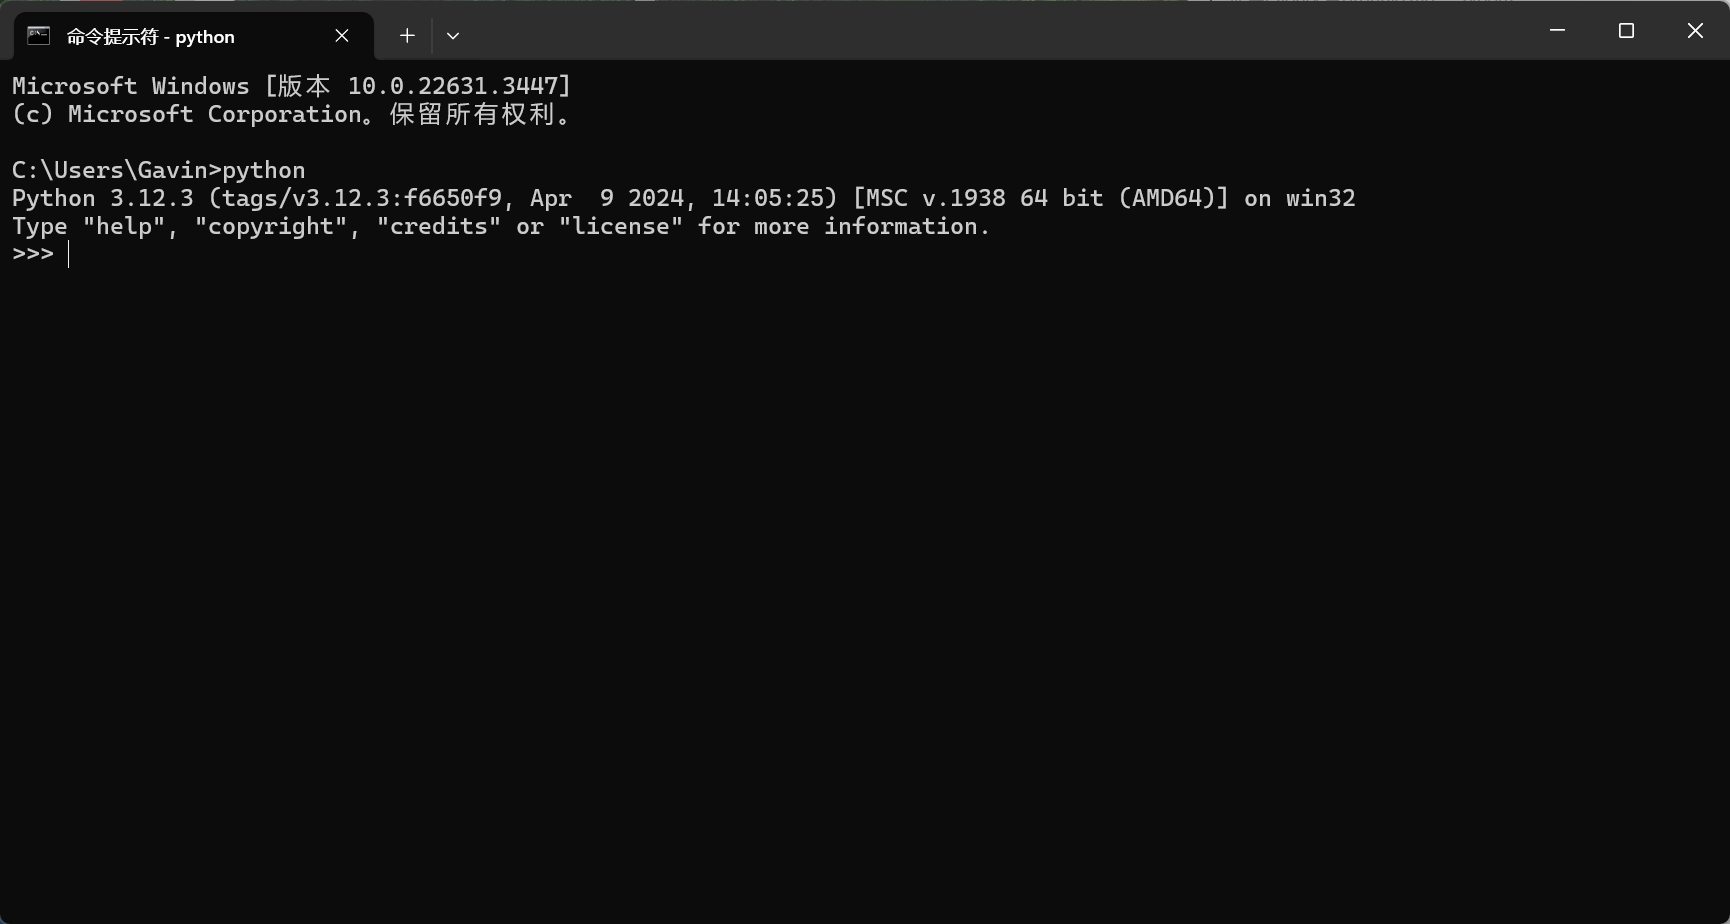 命令提示符 - python
Microsoft Windows [版本 10.0.22631.3447]
(c) Microsoft Corporation。保留所有权利。
C:\Users\Gavin>python
Python 3.12.3 (tags/v3.12.3:f6650f9, Apr  9 2024, 14:05:25) [MSC v.1938 64 bit (AMD64)] on win32
Type "help", "copyright", "credits" or "license" for more information.
>>>